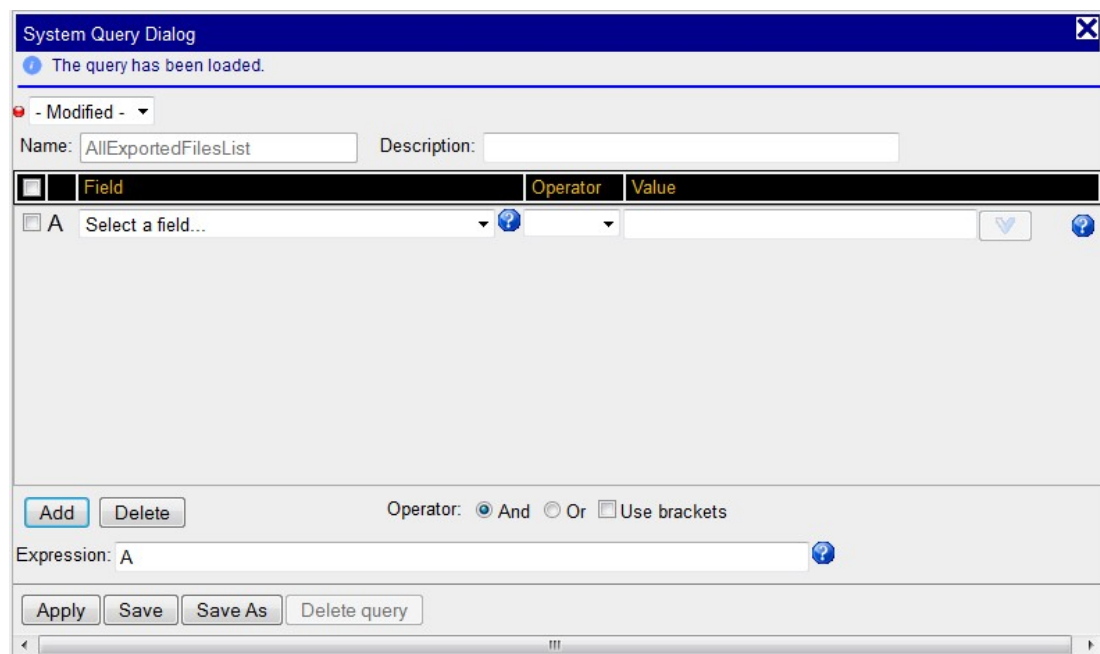 System Query Dialog
The query has been loaded.
- Modified -
Name: AllExportedFilesList Description:
Field Operator Value
A Select a field...
Add Delete Operator: And Or Use brackets
Expression: A
Apply Save Save As Delete query